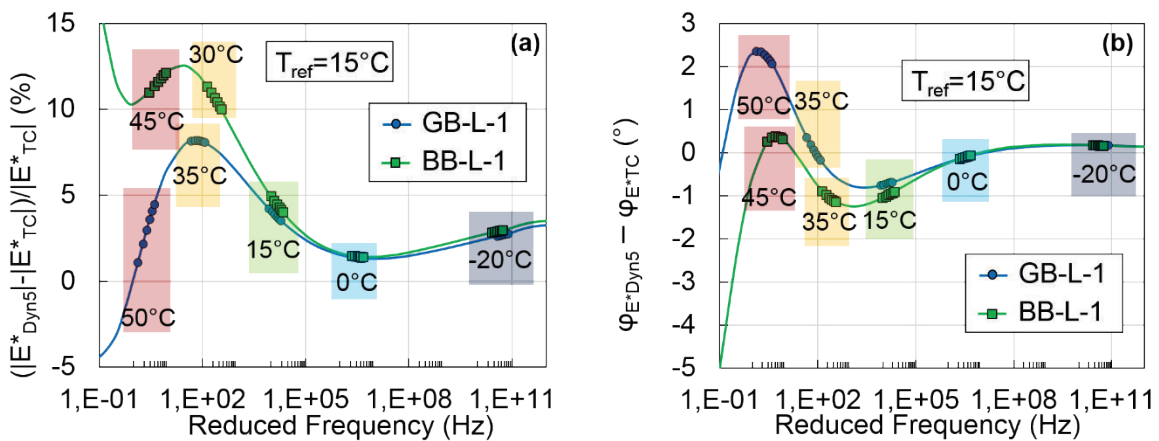 (|E*Dyn5|-|E*TC|)/|E*TC| (%)
15
10
5
0
-5
(a)
Tref=15°C
30°C
45°C
35°C
50°C
15°C
0°C
-20°C
GB-L-1
BB-L-1
1,E-01 1,E+02 1,E+05 1,E+08 1,E+11
Reduced Frequency (Hz)
φE*Dyn5 – φE*TC (°)
3
2
1
0
-1
-2
-3
-4
-5
(b)
Tref=15°C
50°C
35°C
45°C
35°C
15°C
0°C
-20°C
GB-L-1
BB-L-1
1,E-01 1,E+02 1,E+05 1,E+08 1,E+11
Reduced Frequency (Hz)